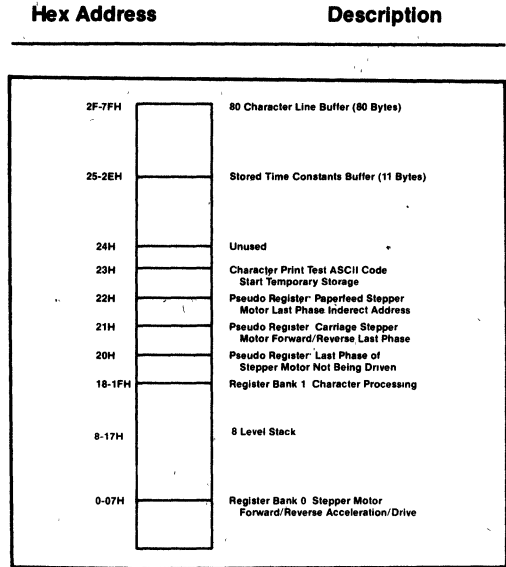 Hex Address Description
2F-7FH 80 Character Line Buffer (80 Bytes)
25-2EH Stored Time Constants Buffer (11 Bytes)
24H Unused
23H Character Print Test ASCII Code
Start Temporary Storage
22H Pseudo Register Paperfeed Stepper
Motor Last Phase Inderect Address
21H Pseudo Register Carriage Stepper
Motor Forward/Reverse Last Phase
20H Pseudo Register Last Phase of
Stepper Motor Not Being Driven
18-1FH Register Bank 1 Character Processing
8-17H 8 Level Stack
0-07H Register Bank 0 Stepper Motor
Forward/Reverse Acceleration/Drive